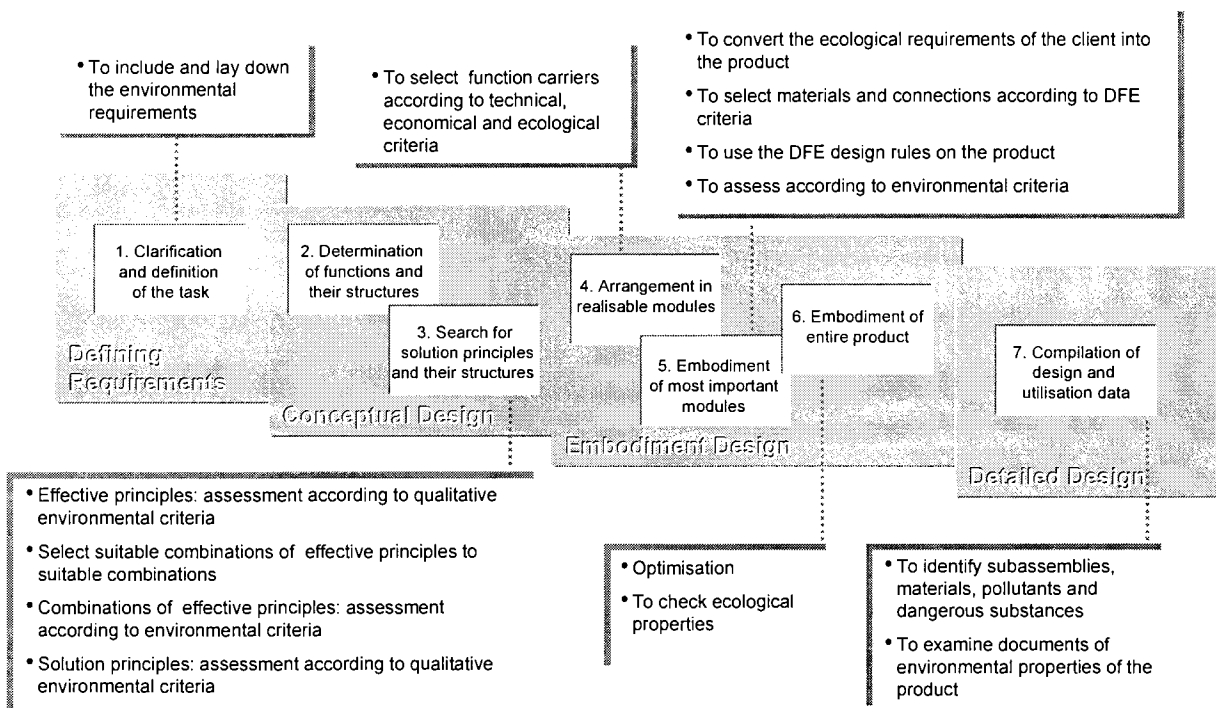 • To include and lay down
the environmental
requirements
• To select function carriers
according to technical,
economical and ecological
criteria
• To convert the ecological requirements of the client into
the product
• To select materials and connections according to DFE
criteria
• To use the DFE design rules on the product
• To assess according to environmental criteria
1. Clarification
and definition
of the task
2. Determination
of functions and
their structures
3. Search for
solution principles
and their structures
4. Arrangement in
realisable modules
5. Embodiment
of most important
modules
6. Embodiment of
entire product
7. Compilation of
design and
utilisation data
Defining
Requirements
Conceptual Design
Embodiment Design
Detailed Design
• Effective principles: assessment according to qualitative
environmental criteria
• Select suitable combinations of effective principles to
suitable combinations
• Combinations of effective principles: assessment
according to environmental criteria
• Solution principles: assessment according to qualitative
environmental criteria
• Optimisation
• To check ecological
properties
• To identify subassemblies,
materials, pollutants and
dangerous substances
• To examine documents of
environmental properties of the
product